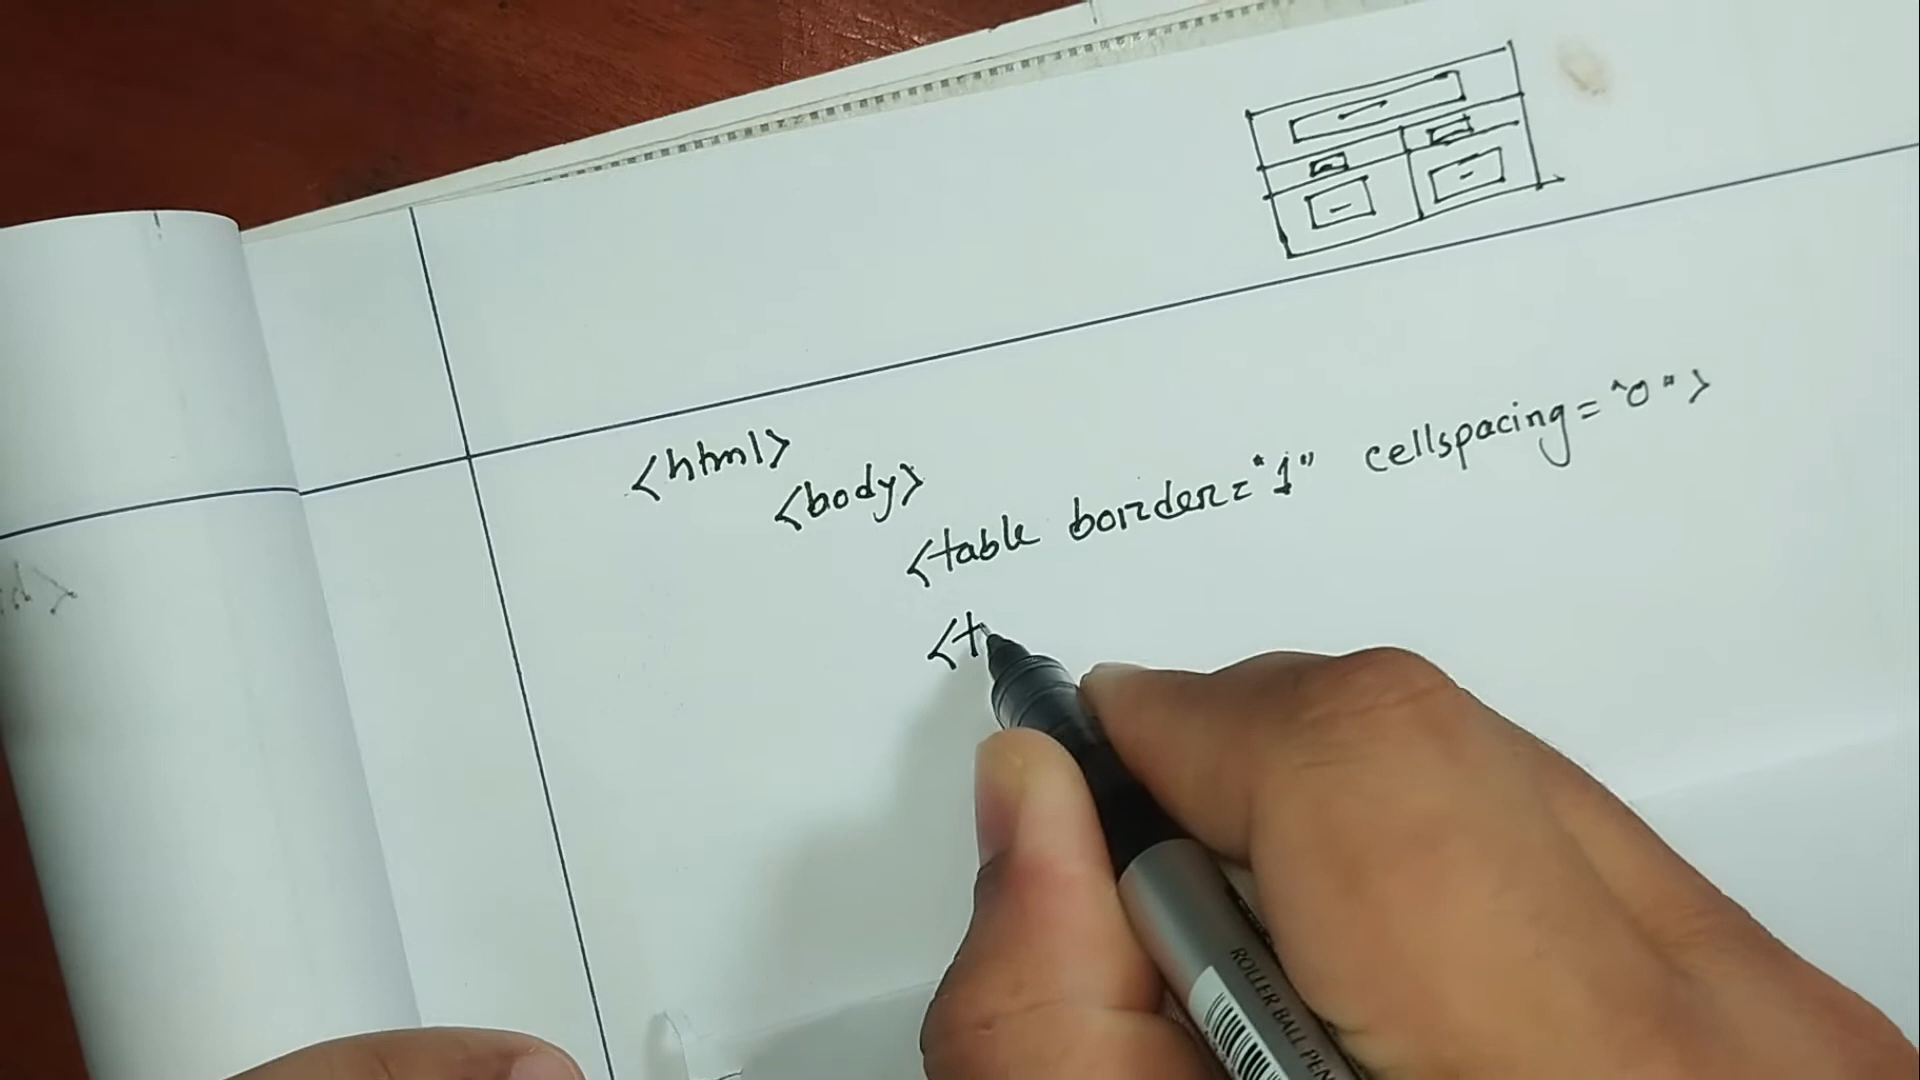 <html>
<body>
<table border="1" cellspacing="0">
<t
ROLLER BALL PEN